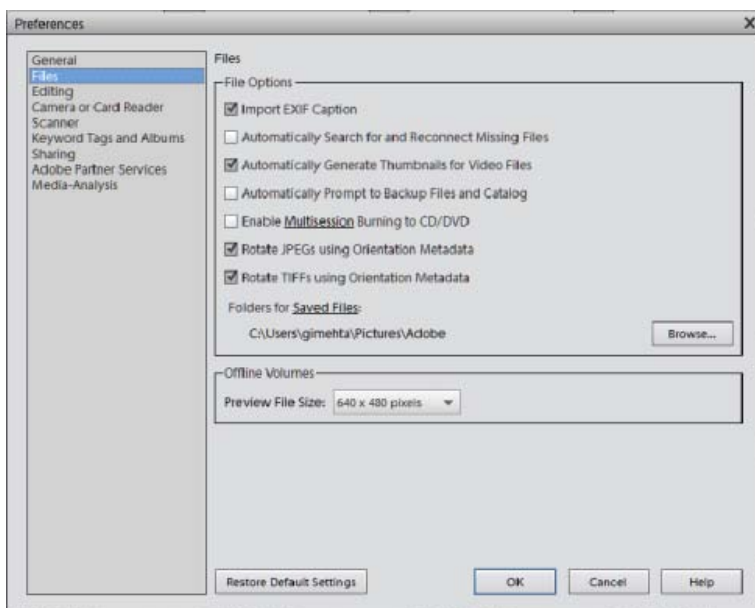 Preferences
General
Files
Editing
Camera or Card Reader
Scanner
Keyword Tags and Albums
Sharing
Adobe Partner Services
Media-Analysis
Files
File Options
Import EXIF Caption
Automatically Search for and Reconnect Missing Files
Automatically Generate Thumbnails for Video Files
Automatically Prompt to Backup Files and Catalog
Enable Multisession Burning to CD/DVD
Rotate JPEGs using Orientation Metadata
Rotate TIFFs using Orientation Metadata
Folders for Saved Files:
C:\Users\gimehta\Pictures\Adobe
Browse...
Offline Volumes
Preview File Size: 640 x 480 pixels
Restore Default Settings
OK
Cancel
Help